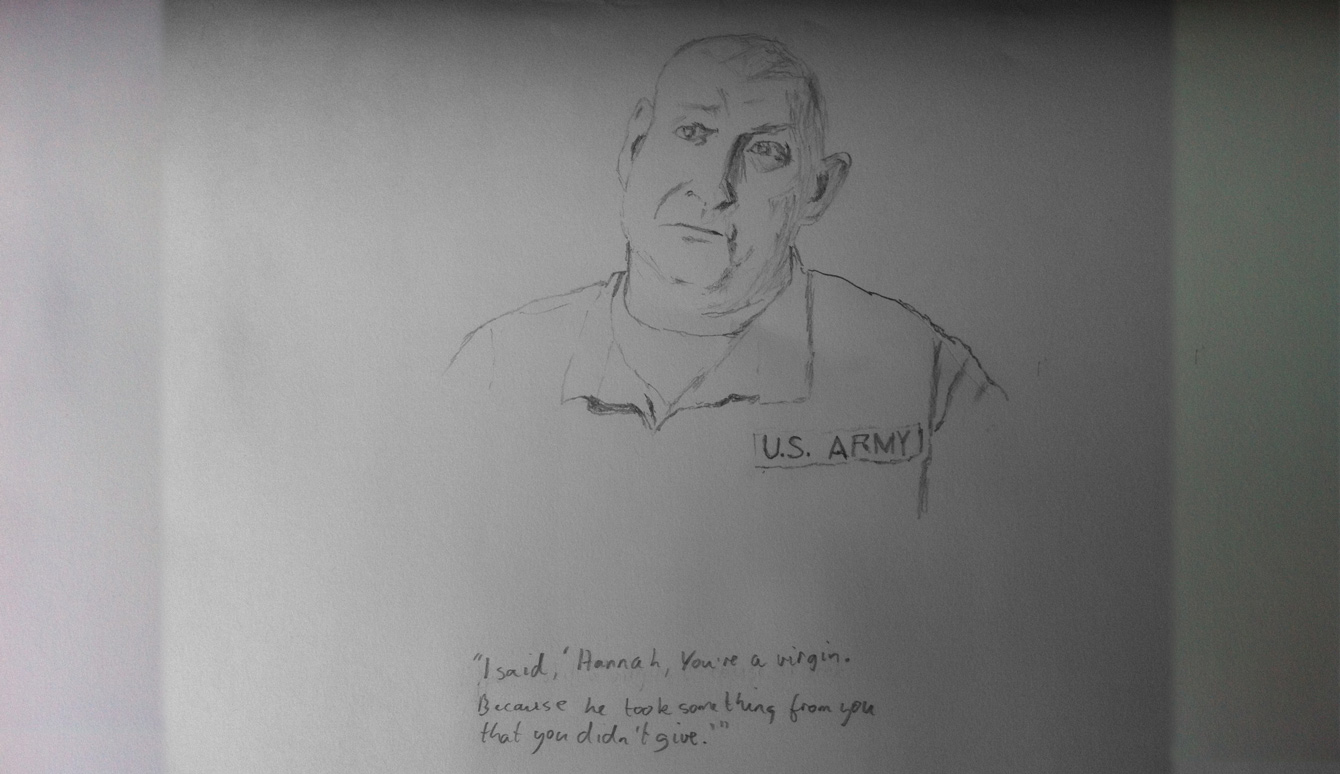 U.S. ARMY
"I said, 'Hannah, You're a virgin.
Because he took something from you
that you didn't give.'"